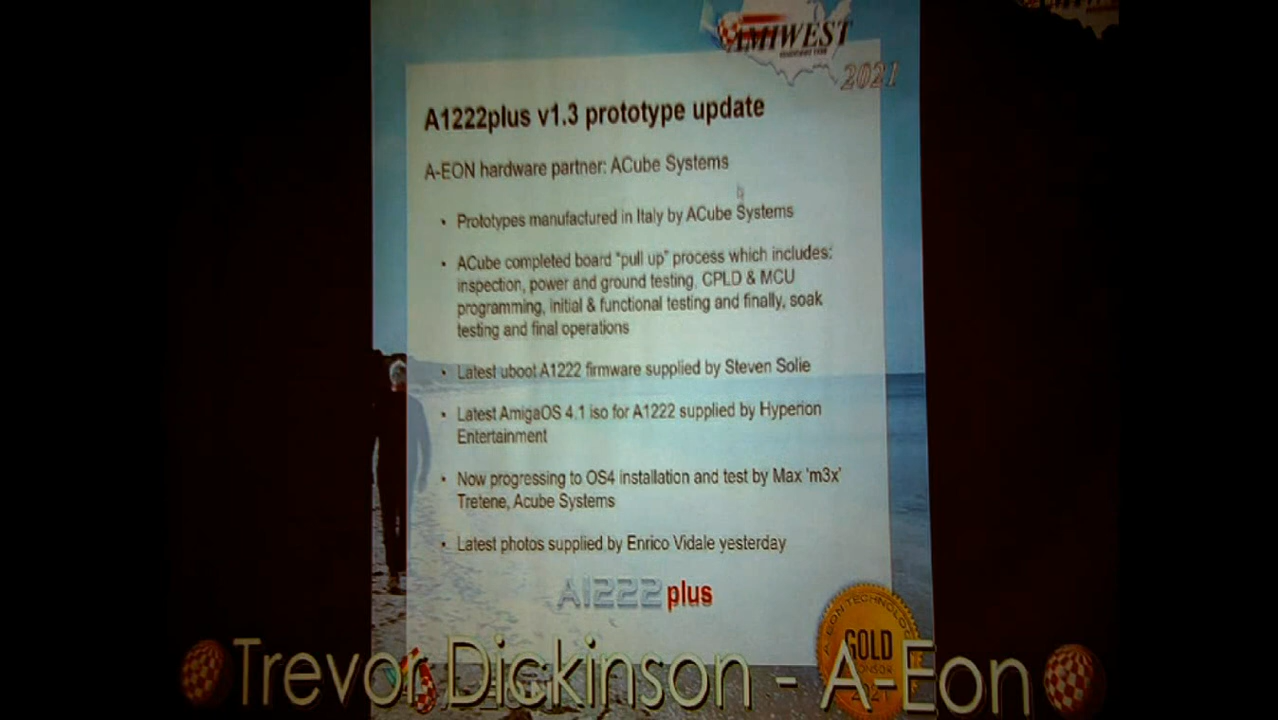 AMIWEST
2021
A1222plus v1.3 prototype update
A-EON hardware partner: ACube Systems
• Prototypes manufactured in Italy by ACube Systems
• ACube completed board "pull up" process which includes:
inspection, power and ground testing, CPLD & MCU
programming, initial & functional testing and finally, soak
testing and final operations
• Latest uboot A1222 firmware supplied by Steven Solie
• Latest AmigaOS 4.1 iso for A1222 supplied by Hyperion
Entertainment
• Now progressing to OS4 installation and test by Max 'm3x'
Tretene, Acube Systems
• Latest photos supplied by Enrico Vidale yesterday
A1222 plus
A-EON TECHNOLOGY
GOLD
Trevor Dickinson - A-Eon